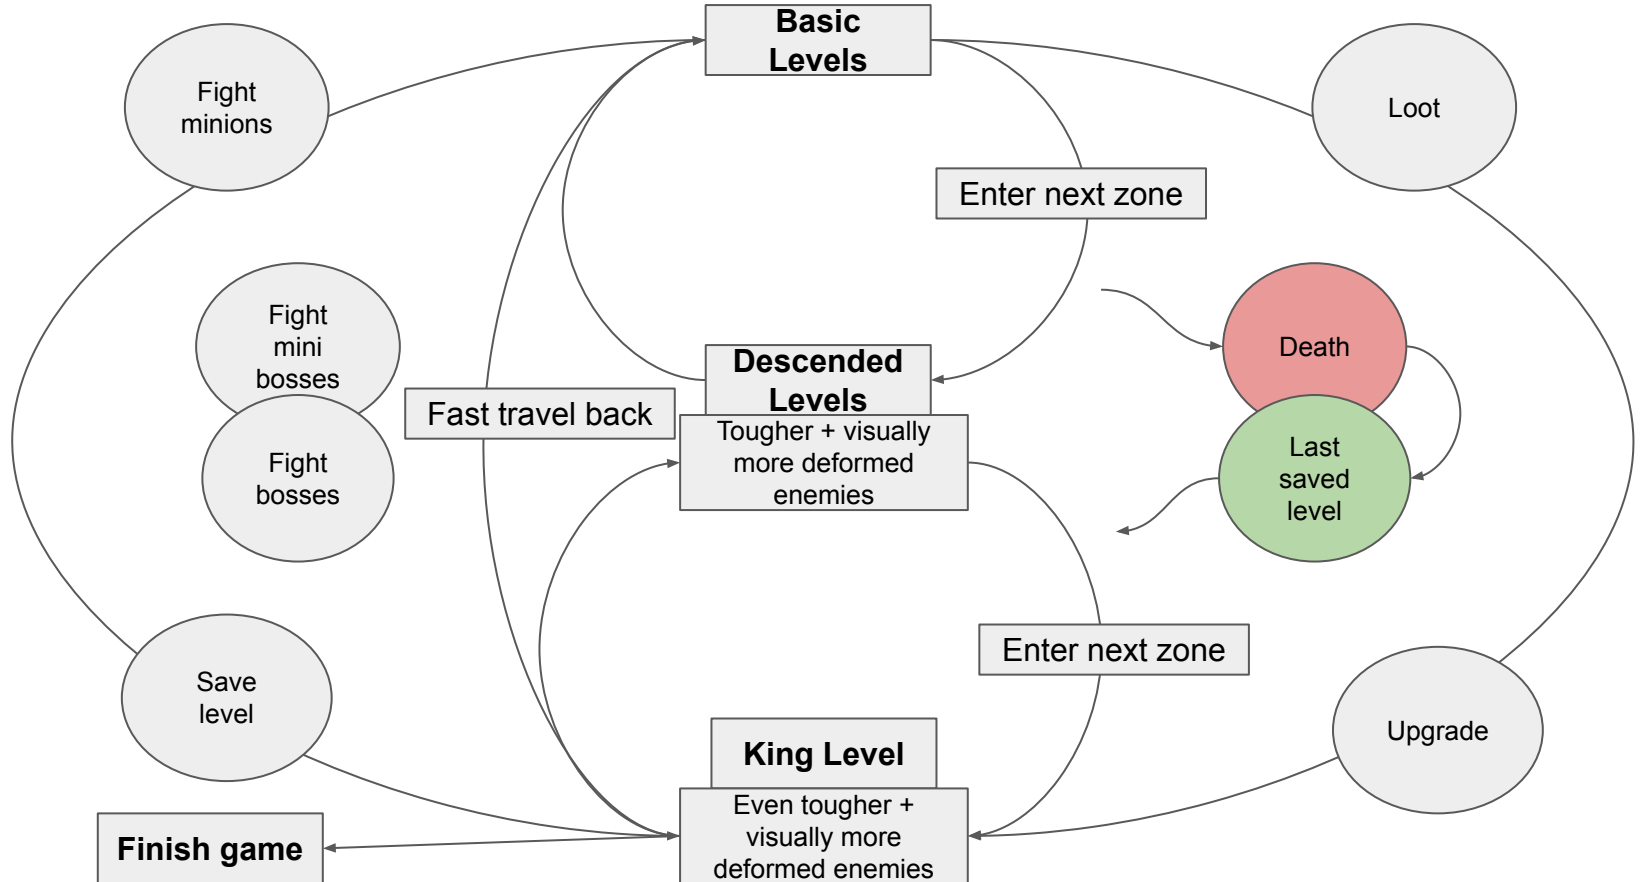 Basic
Levels
Fight
minions
Loot
Enter next zone
Fight
mini
bosses
Death
Descended
Levels
Fast travel back
Tougher + visually
more deformed
enemies
Fight
bosses
Last
saved
level
Enter next zone
Save
level
Upgrade
King Level
Even tougher +
visually more
deformed enemies
Finish game